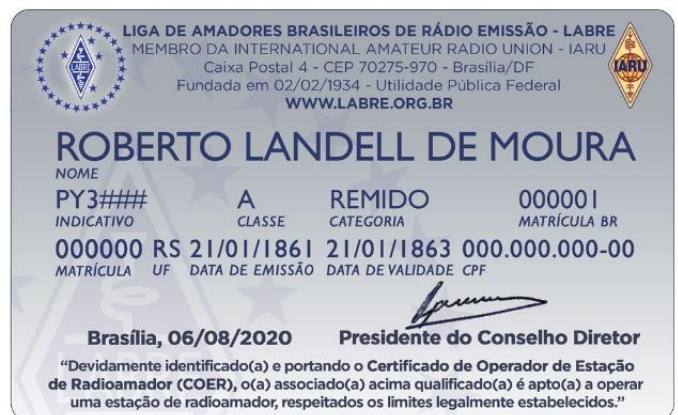 LIGA DE AMADORES BRASILEIROS DE RÁDIO EMISSÃO - LABRE
MEMBRO DA INTERNATIONAL AMATEUR RADIO UNION - IARU
Caixa Postal 4 - CEP 70275-970 - Brasília/DF
Fundada em 02/02/1934 - Utilidade Pública Federal
WWW.LABRE.ORG.BR
LABRE
IARU
ROBERTO LANDELL DE MOURA
NOME
PY3### A REMIDO 000001
INDICATIVO CLASSE CATEGORIA MATRÍCULA BR
000000 RS 21/01/1861 21/01/1863 000.000.000-00
MATRÍCULA UF DATA DE EMISSÃO DATA DE VALIDADE CPF
Brasília, 06/08/2020 Presidente do Conselho Diretor
"Devidamente identificado(a) e portando o Certificado de Operador de Estação
de Radioamador (COER), o(a) associado(a) acima qualificado(a) é apto(a) a operar
uma estação de radioamador, respeitados os limites legalmente estabelecidos."
LABRE